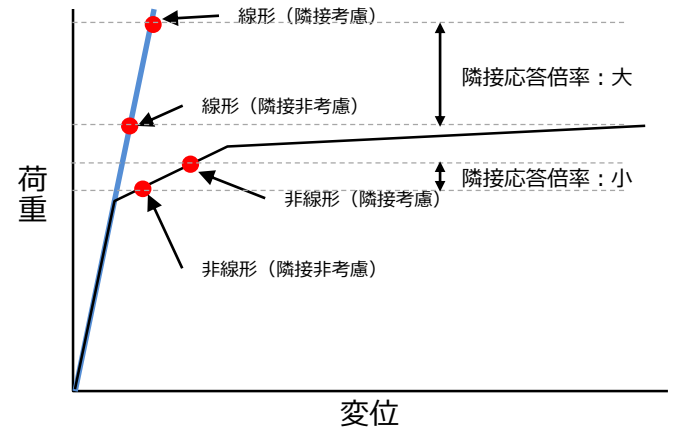 線形（隣接考慮）
隣接応答倍率：大
線形（隣接非考慮）
荷重
隣接応答倍率：小
非線形（隣接考慮）
非線形（隣接非考慮）
変位